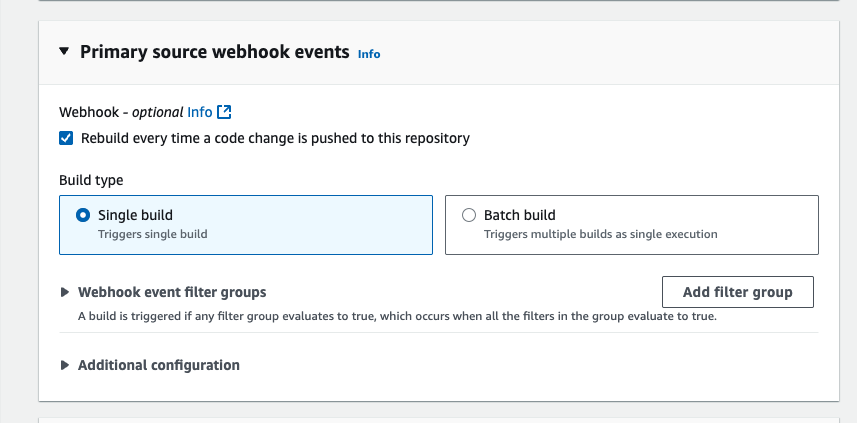 Primary source webhook events Info
Webhook - optional Info
Rebuild every time a code change is pushed to this repository
Build type
Single build
Triggers single build
Batch build
Triggers multiple builds as single execution
Webhook event filter groups
Add filter group
A build is triggered if any filter group evaluates to true, which occurs when all the filters in the group evaluate to true.
Additional configuration